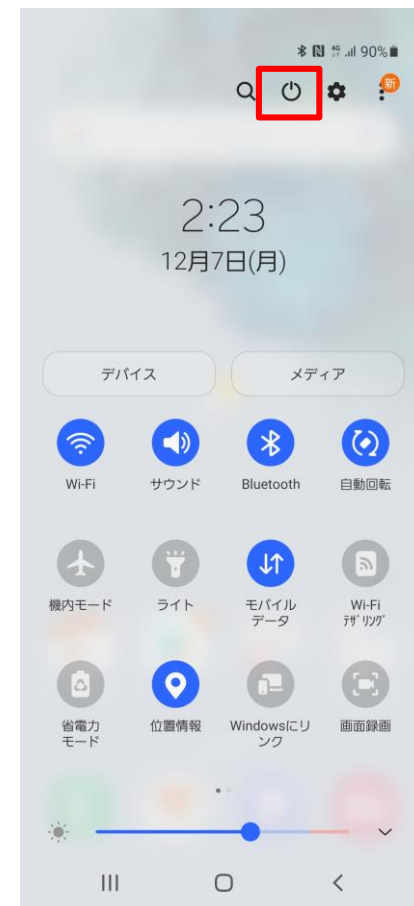 4G 90%
新
2:23
12月7日(月)
デバイス メディア
Wi-Fi サウンド Bluetooth 自動回転
機内モード ライト モバイル
データ Wi-Fi
ﾃｻﾞﾘﾝｸﾞ
省電力
モード 位置情報 Windowsにリ
ンク 画面録画